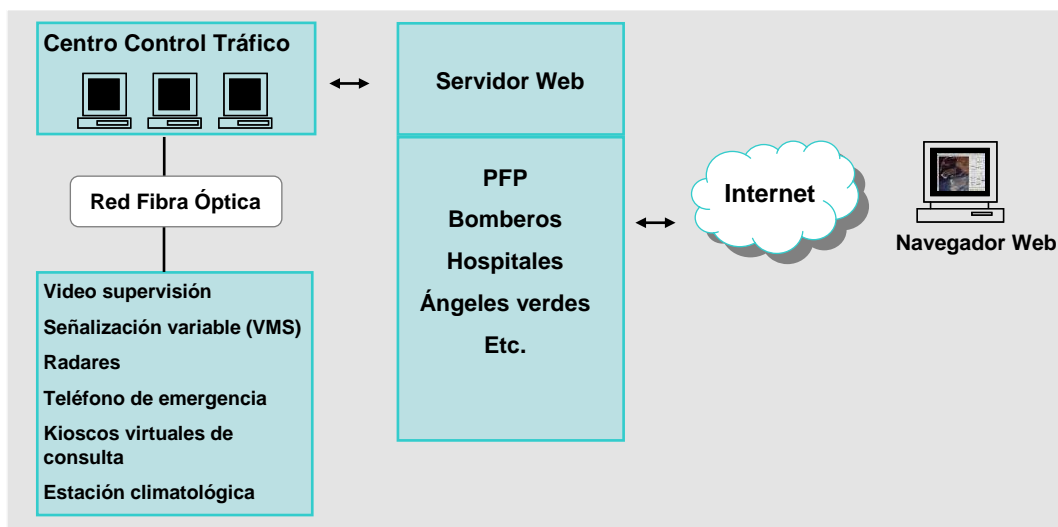 Centro Control Tráfico
Red Fibra Óptica
Video supervisión
Señalización variable (VMS)
Radares
Teléfono de emergencia
Kioscos virtuales de
consulta
Estación climatológica
Servidor Web
PFP
Bomberos
Hospitales
Ángeles verdes
Etc.
Internet
Navegador Web